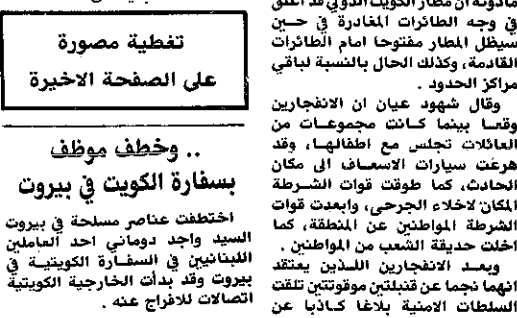 مأذونة ان مطار الكويت الدولي قد اغلق
في وجه الطائرات المغادرة في حين
سيظل المطار مفتوحا امام الطائرات
القادمة، وكذلك الحال بالنسبة لباقي
مراكز الحدود .
وقال شهود عيان ان الانفجارين
وقعا بينما كانت مجموعات من
العائلات تجلس مع اطفالها، وقد
هرعت سيارات الاسعاف الى مكان
الحادث، كما طوقت قوات الشرطة
المكان لاخلاء الجرحى، وابعدت قوات
الشرطة المواطنين عن المنطقة، كما
اخلت حديقة الشعب من المواطنين .
وبعد الانفجارين اللذين يعتقد
انهما نجما عن قنبلتين موقوتتين تلقت
السلطات الامنية بلاغا كاذبا عن
تغطية مصورة
على الصفحة الاخيرة
.. وخطف موظف
بسفارة الكويت في بيروت
اختطفت عناصر مسلحة في بيروت
السيد واجد دوماني احد العاملين
اللبنانيين في السفارة الكويتية في
بيروت وقد بدأت الخارجية الكويتية
اتصالات للافراج عنه .